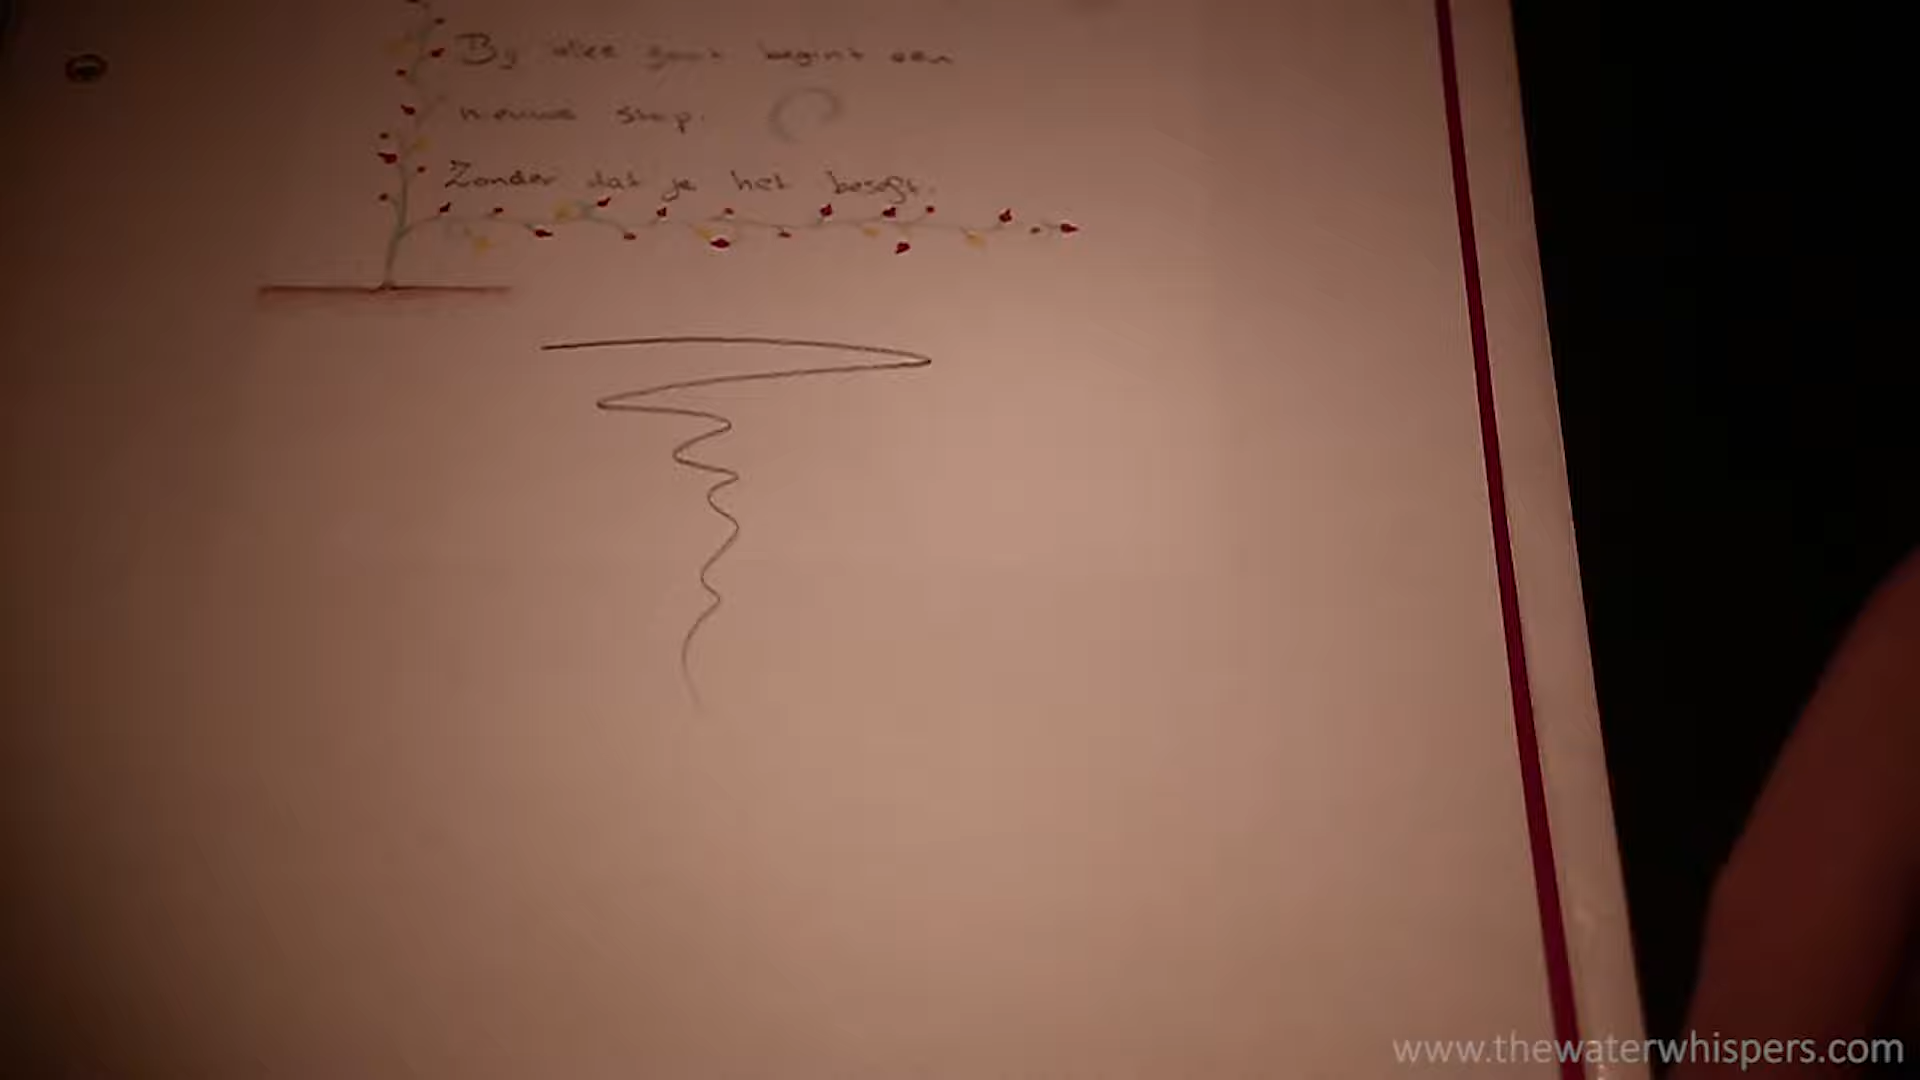 By elke begint een
nieuwe stap.
Zonder dat je het beseft.
www.thewaterwhispers.com